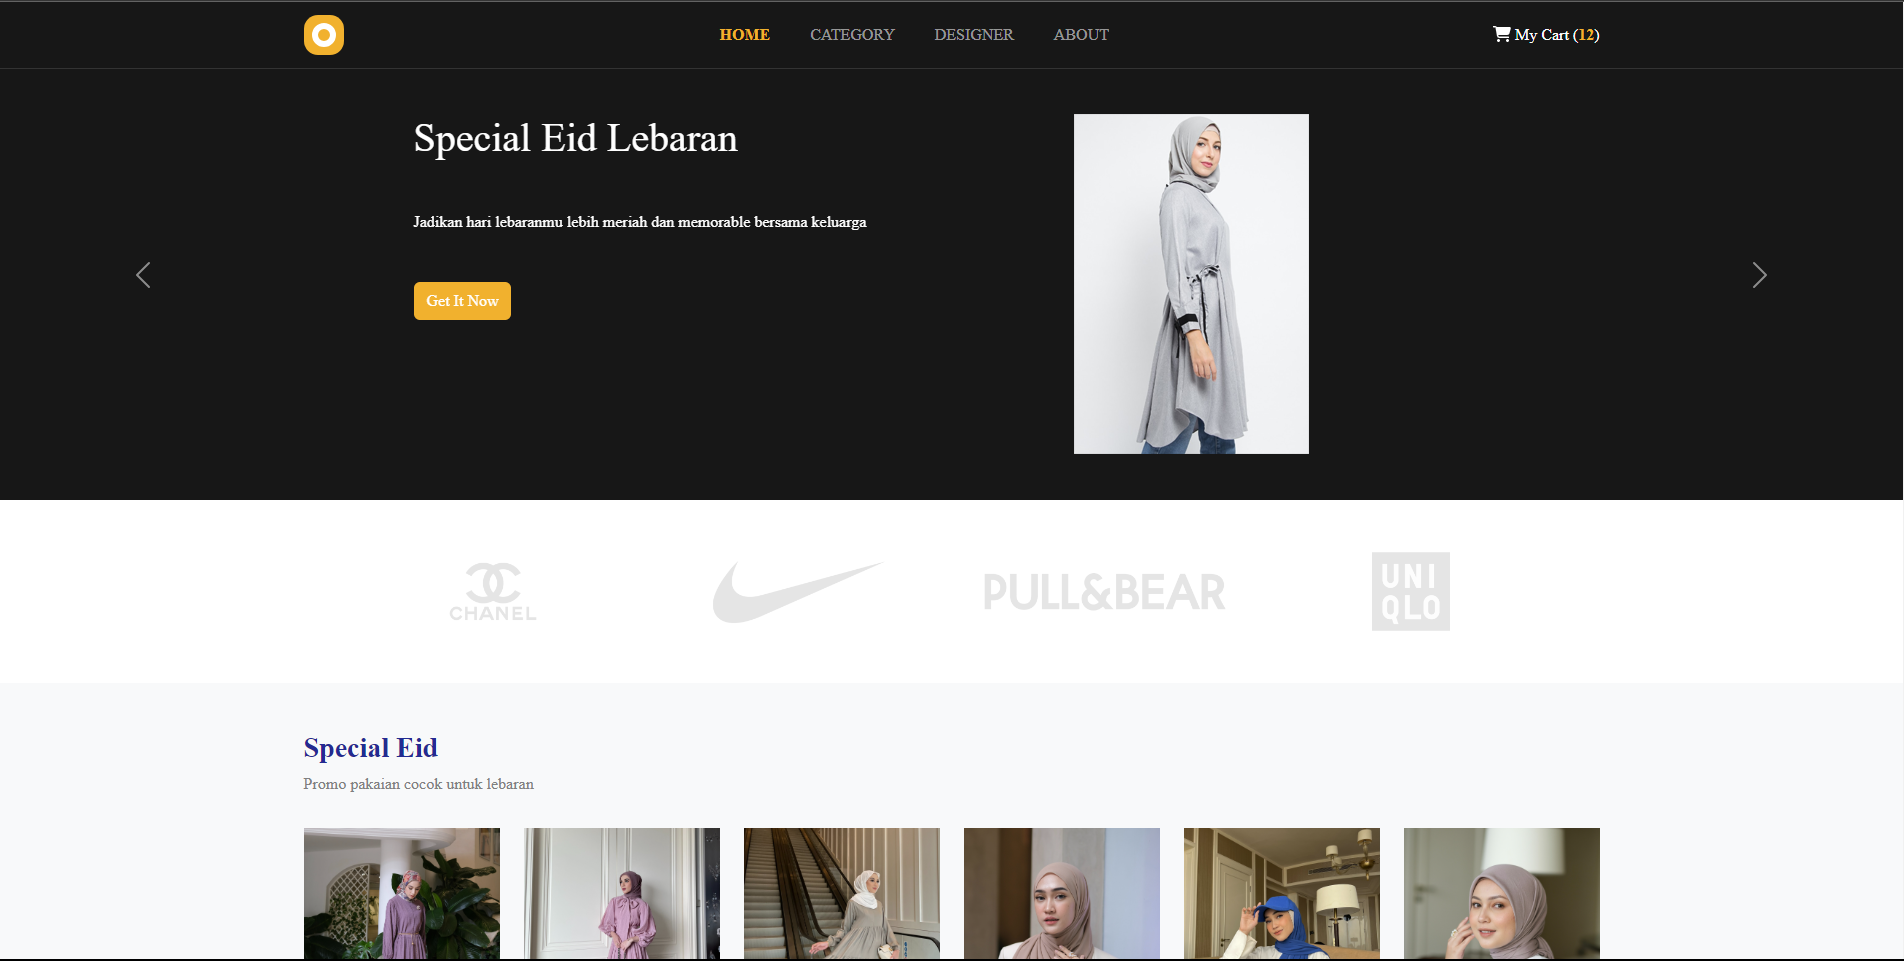 HOME CATEGORY DESIGNER ABOUT My Cart (12)
Special Eid Lebaran
Jadikan hari lebaranmu lebih meriah dan memorable bersama keluarga
Get It Now
CHANEL
PULL&BEAR
UNI
QLO
Special Eid
Promo pakaian cocok untuk lebaran